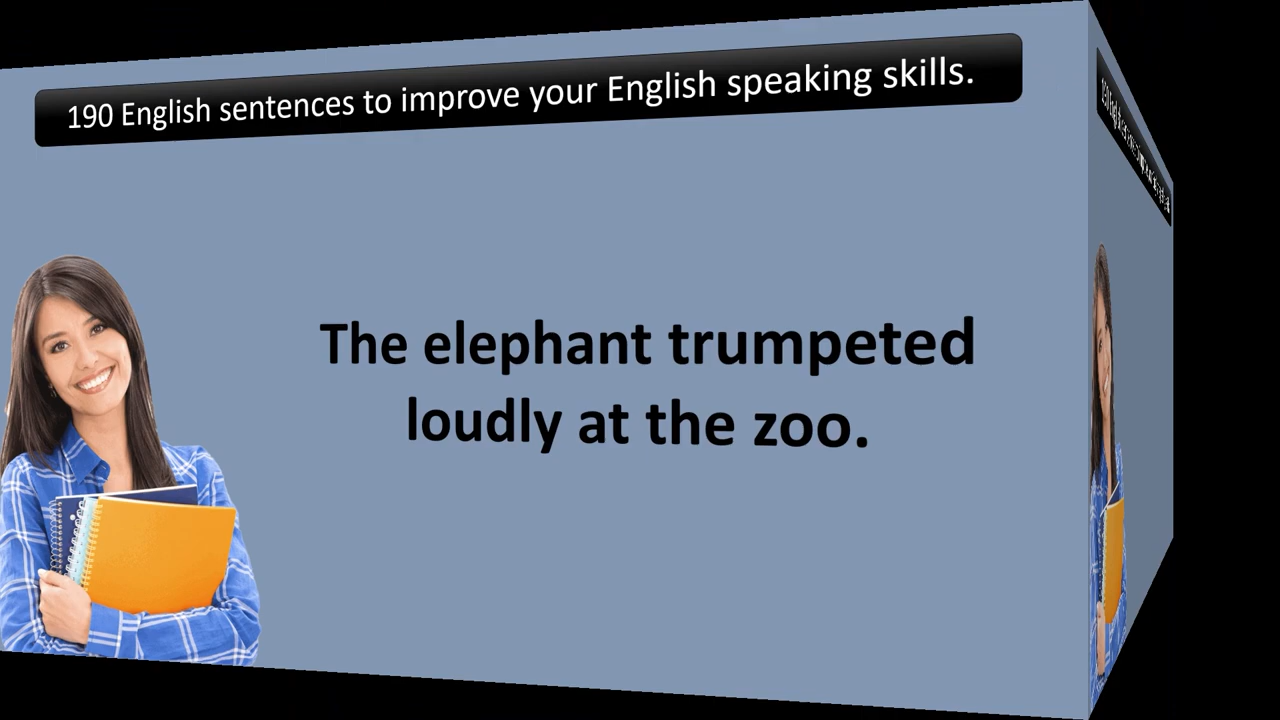 190 English sentences to improve your English speaking skills.
The elephant trumpeted
loudly at the zoo.